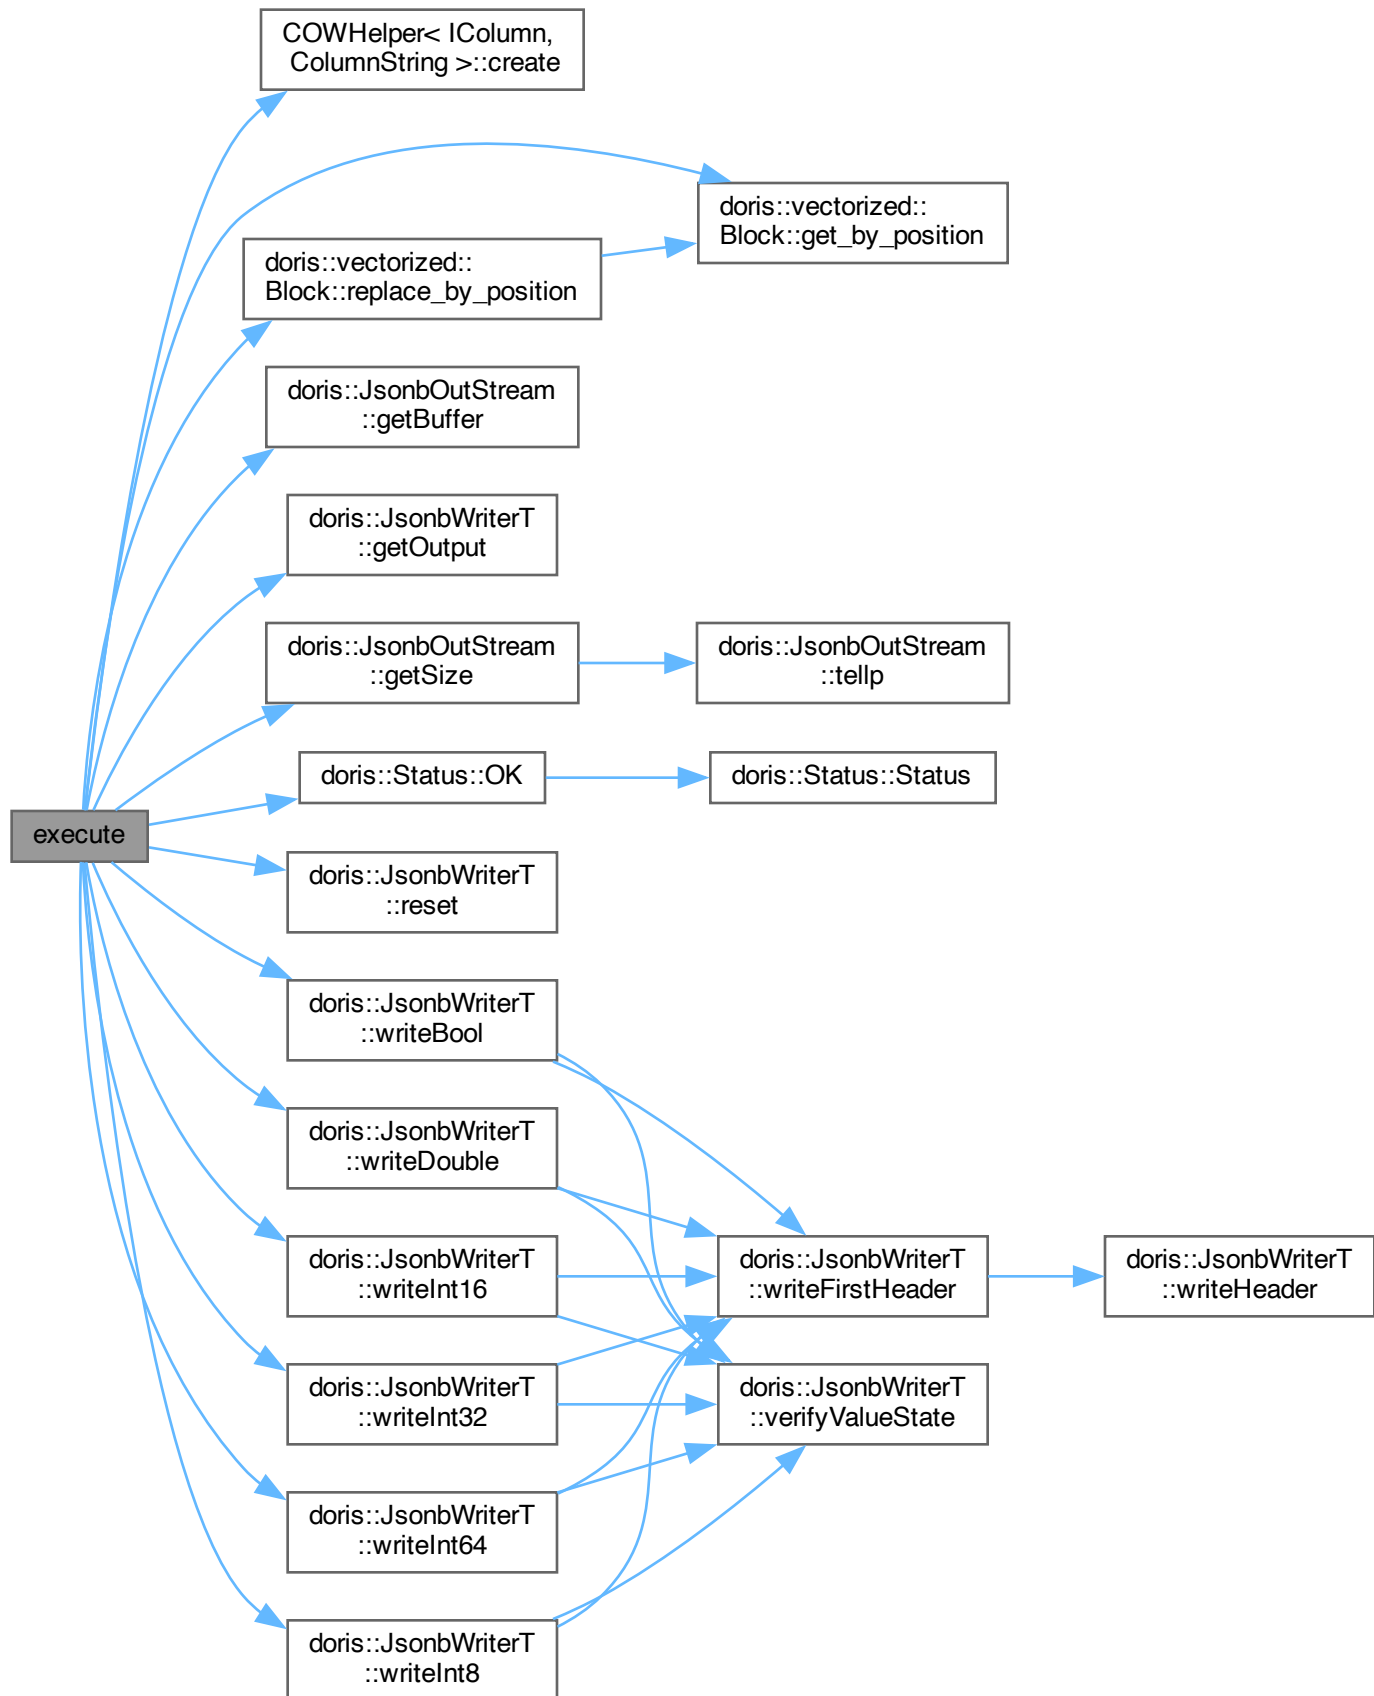 COWHelper< IColumn,
ColumnString >::create
doris::vectorized::
Block::get_by_position
doris::vectorized::
Block::replace_by_position
doris::JsonbOutStream
::getBuffer
doris::JsonbWriterT
::getOutput
doris::JsonbOutStream
::getSize
doris::JsonbOutStream
::tellp
doris::Status::OK
doris::Status::Status
execute
doris::JsonbWriterT
::reset
doris::JsonbWriterT
::writeBool
doris::JsonbWriterT
::writeDouble
doris::JsonbWriterT
::writeInt16
doris::JsonbWriterT
::writeFirstHeader
doris::JsonbWriterT
::writeHeader
doris::JsonbWriterT
::writeInt32
doris::JsonbWriterT
::verifyValueState
doris::JsonbWriterT
::writeInt64
doris::JsonbWriterT
::writeInt8